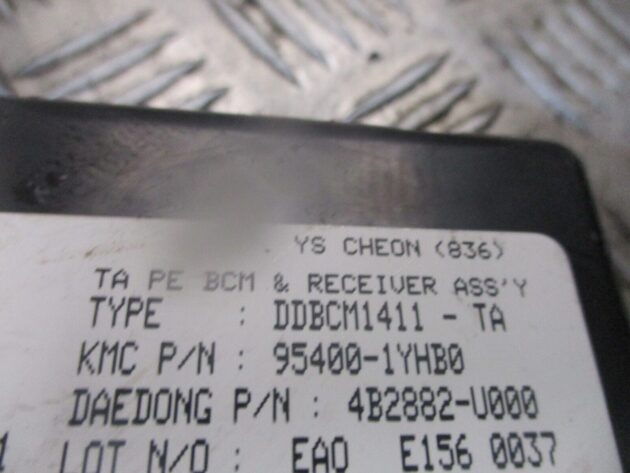 YS CHEON (836)
TA PE BCM & RECEIVER ASS'Y
TYPE : DDBCM1411 - TA
KMC P/N : 95400-1YHB0
DAEDONG P/N : 4B2882-U000
LOT N/O : EAO E156 0037